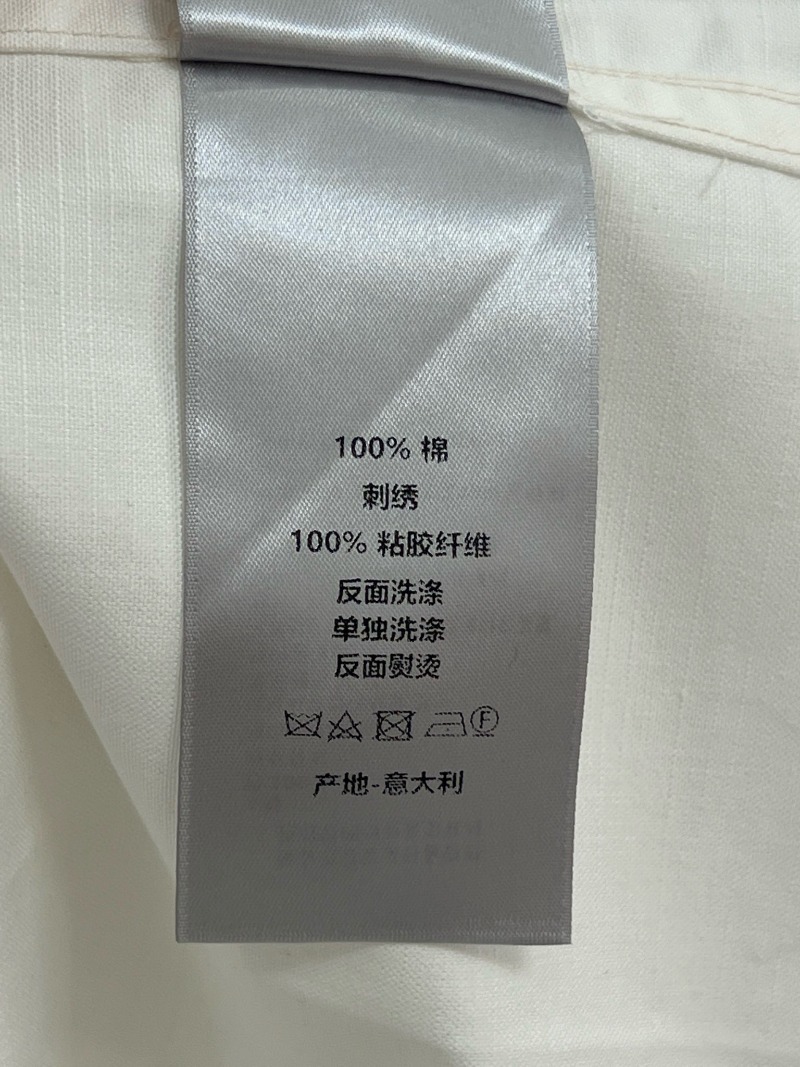 100% 棉
刺绣
100% 粘胶纤维
反面洗涤
单独洗涤
反面熨烫
F
产地-意大利